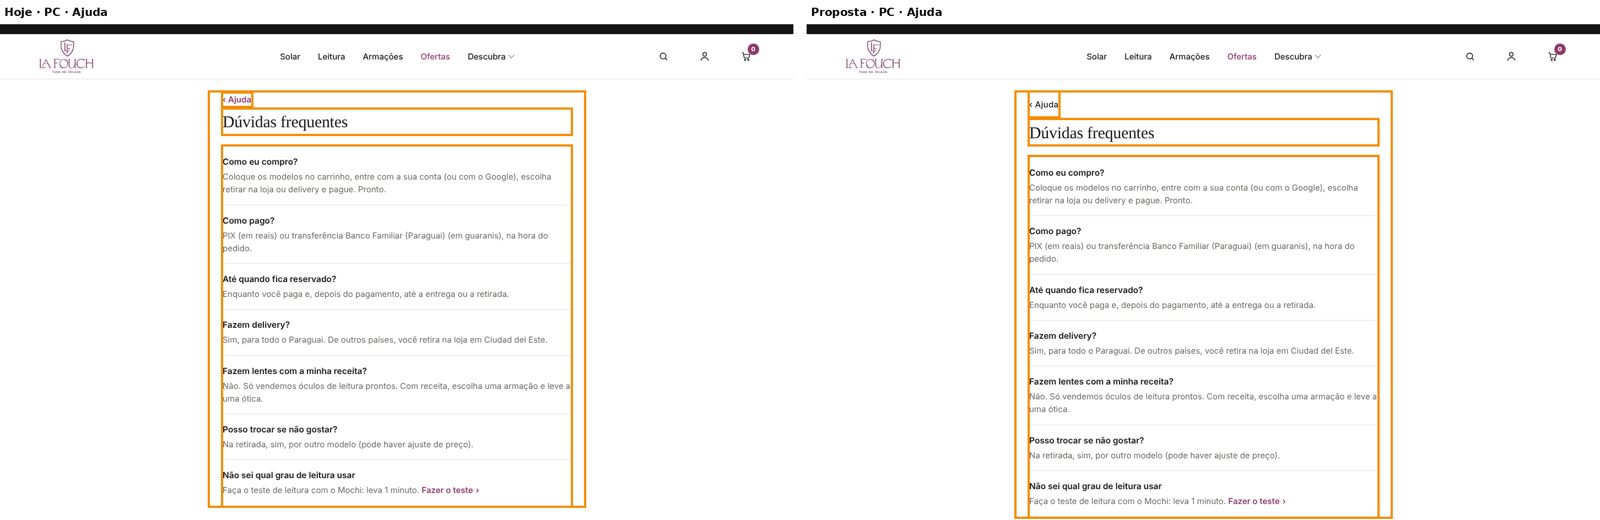 Hoje · PC · Ajuda
LF
LA FOUCH
Solar Leitura Armações Ofertas Descubra
0
‹ Ajuda
Dúvidas frequentes
Como eu compro?
Coloque os modelos no carrinho, entre com a sua conta (ou com o Google), escolha
retirar na loja ou delivery e pague. Pronto.
Como pago?
PIX (em reais) ou transferência Banco Familiar (Paraguai) (em guaranis), na hora do
pedido.
Até quando fica reservado?
Enquanto você paga e, depois do pagamento, até a entrega ou a retirada.
Fazem delivery?
Sim, para todo o Paraguai. De outros países, você retira na loja em Ciudad del Este.
Fazem lentes com a minha receita?
Não. Só vendemos óculos de leitura prontos. Com receita, escolha uma armação e leve a
uma ótica.
Posso trocar se não gostar?
Na retirada, sim, por outro modelo (pode haver ajuste de preço).
Não sei qual grau de leitura usar
Faça o teste de leitura com o Mochi: leva 1 minuto. Fazer o teste ›
Proposta · PC · Ajuda
LF
LA FOUCH
Solar Leitura Armações Ofertas Descubra
0
‹ Ajuda
Dúvidas frequentes
Como eu compro?
Coloque os modelos no carrinho, entre com a sua conta (ou com o Google), escolha
retirar na loja ou delivery e pague. Pronto.
Como pago?
PIX (em reais) ou transferência Banco Familiar (Paraguai) (em guaranis), na hora do
pedido.
Até quando fica reservado?
Enquanto você paga e, depois do pagamento, até a entrega ou a retirada.
Fazem delivery?
Sim, para todo o Paraguai. De outros países, você retira na loja em Ciudad del Este.
Fazem lentes com a minha receita?
Não. Só vendemos óculos de leitura prontos. Com receita, escolha uma armação e leve a
uma ótica.
Posso trocar se não gostar?
Na retirada, sim, por outro modelo (pode haver ajuste de preço).
Não sei qual grau de leitura usar
Faça o teste de leitura com o Mochi: leva 1 minuto. Fazer o teste ›